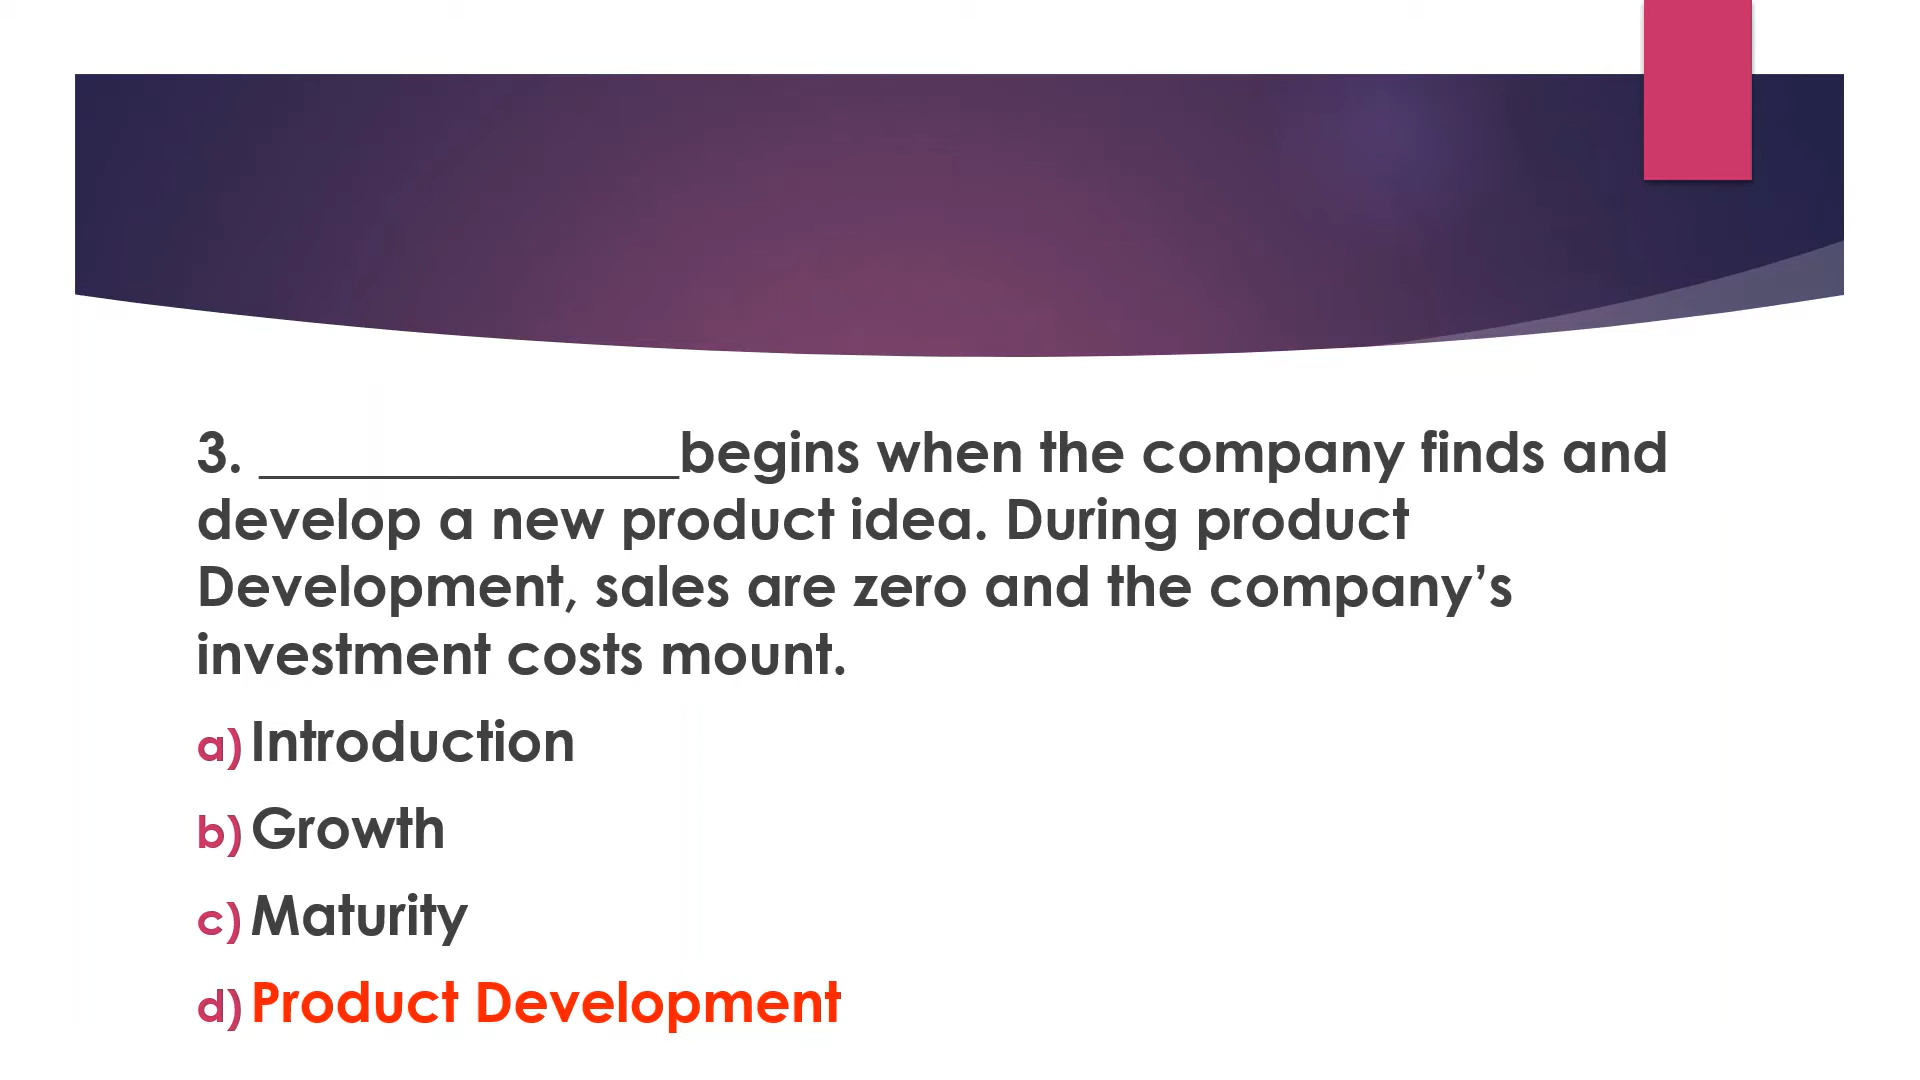 3. _______________begins when the company finds and
develop a new product idea. During product
Development, sales are zero and the company’s
investment costs mount.
a) Introduction
b) Growth
c) Maturity
d) Product Development